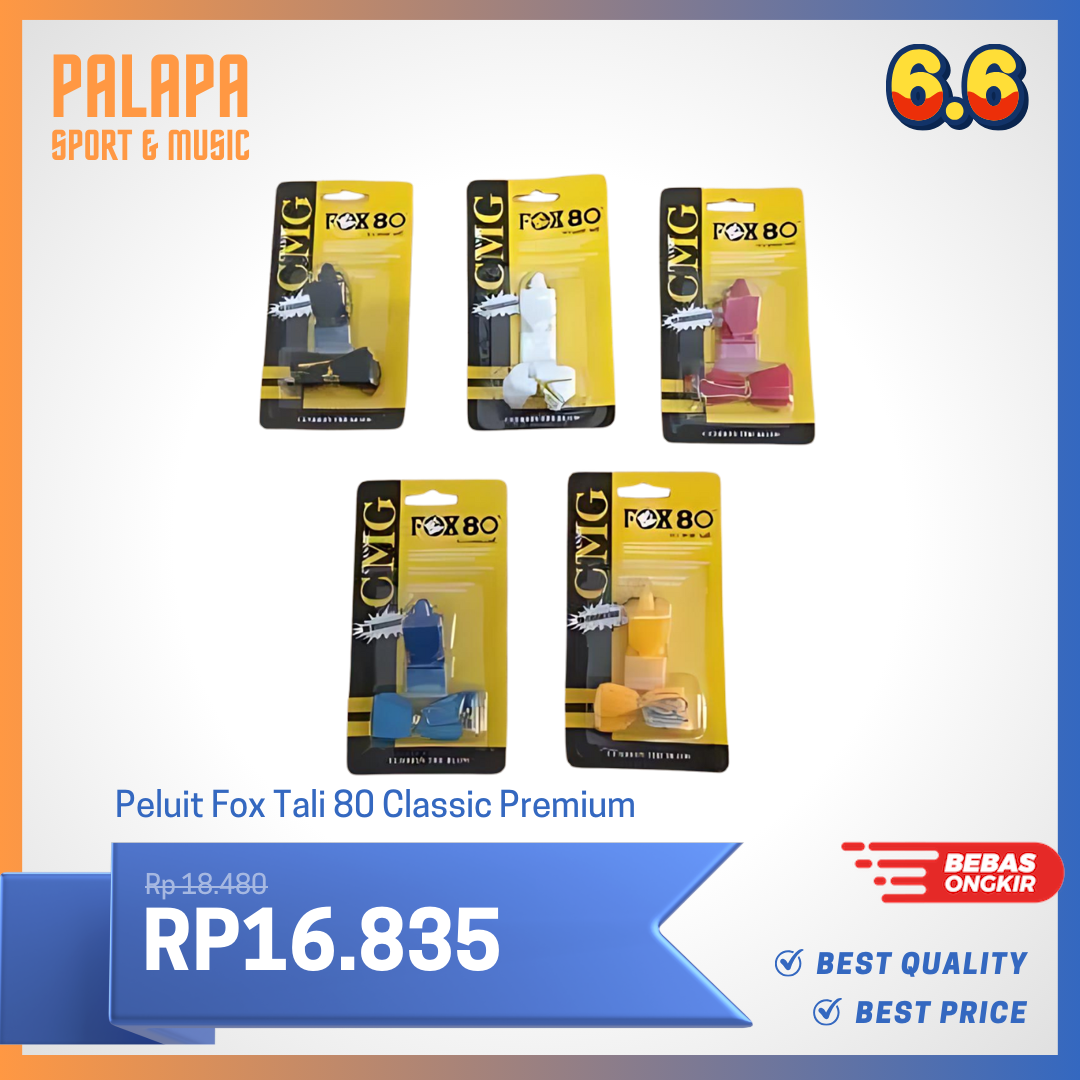 PALAPA
SPORT & MUSIC
6.6
CMG
FOX 80
CMG
FOX 80
CMG
FOX 80
CMG
FOX 80
CMG
FOX 80
Peluit Fox Tali 80 Classic Premium
Rp 18.480
RP16.835
BEBAS
ONGKIR
BEST QUALITY
BEST PRICE